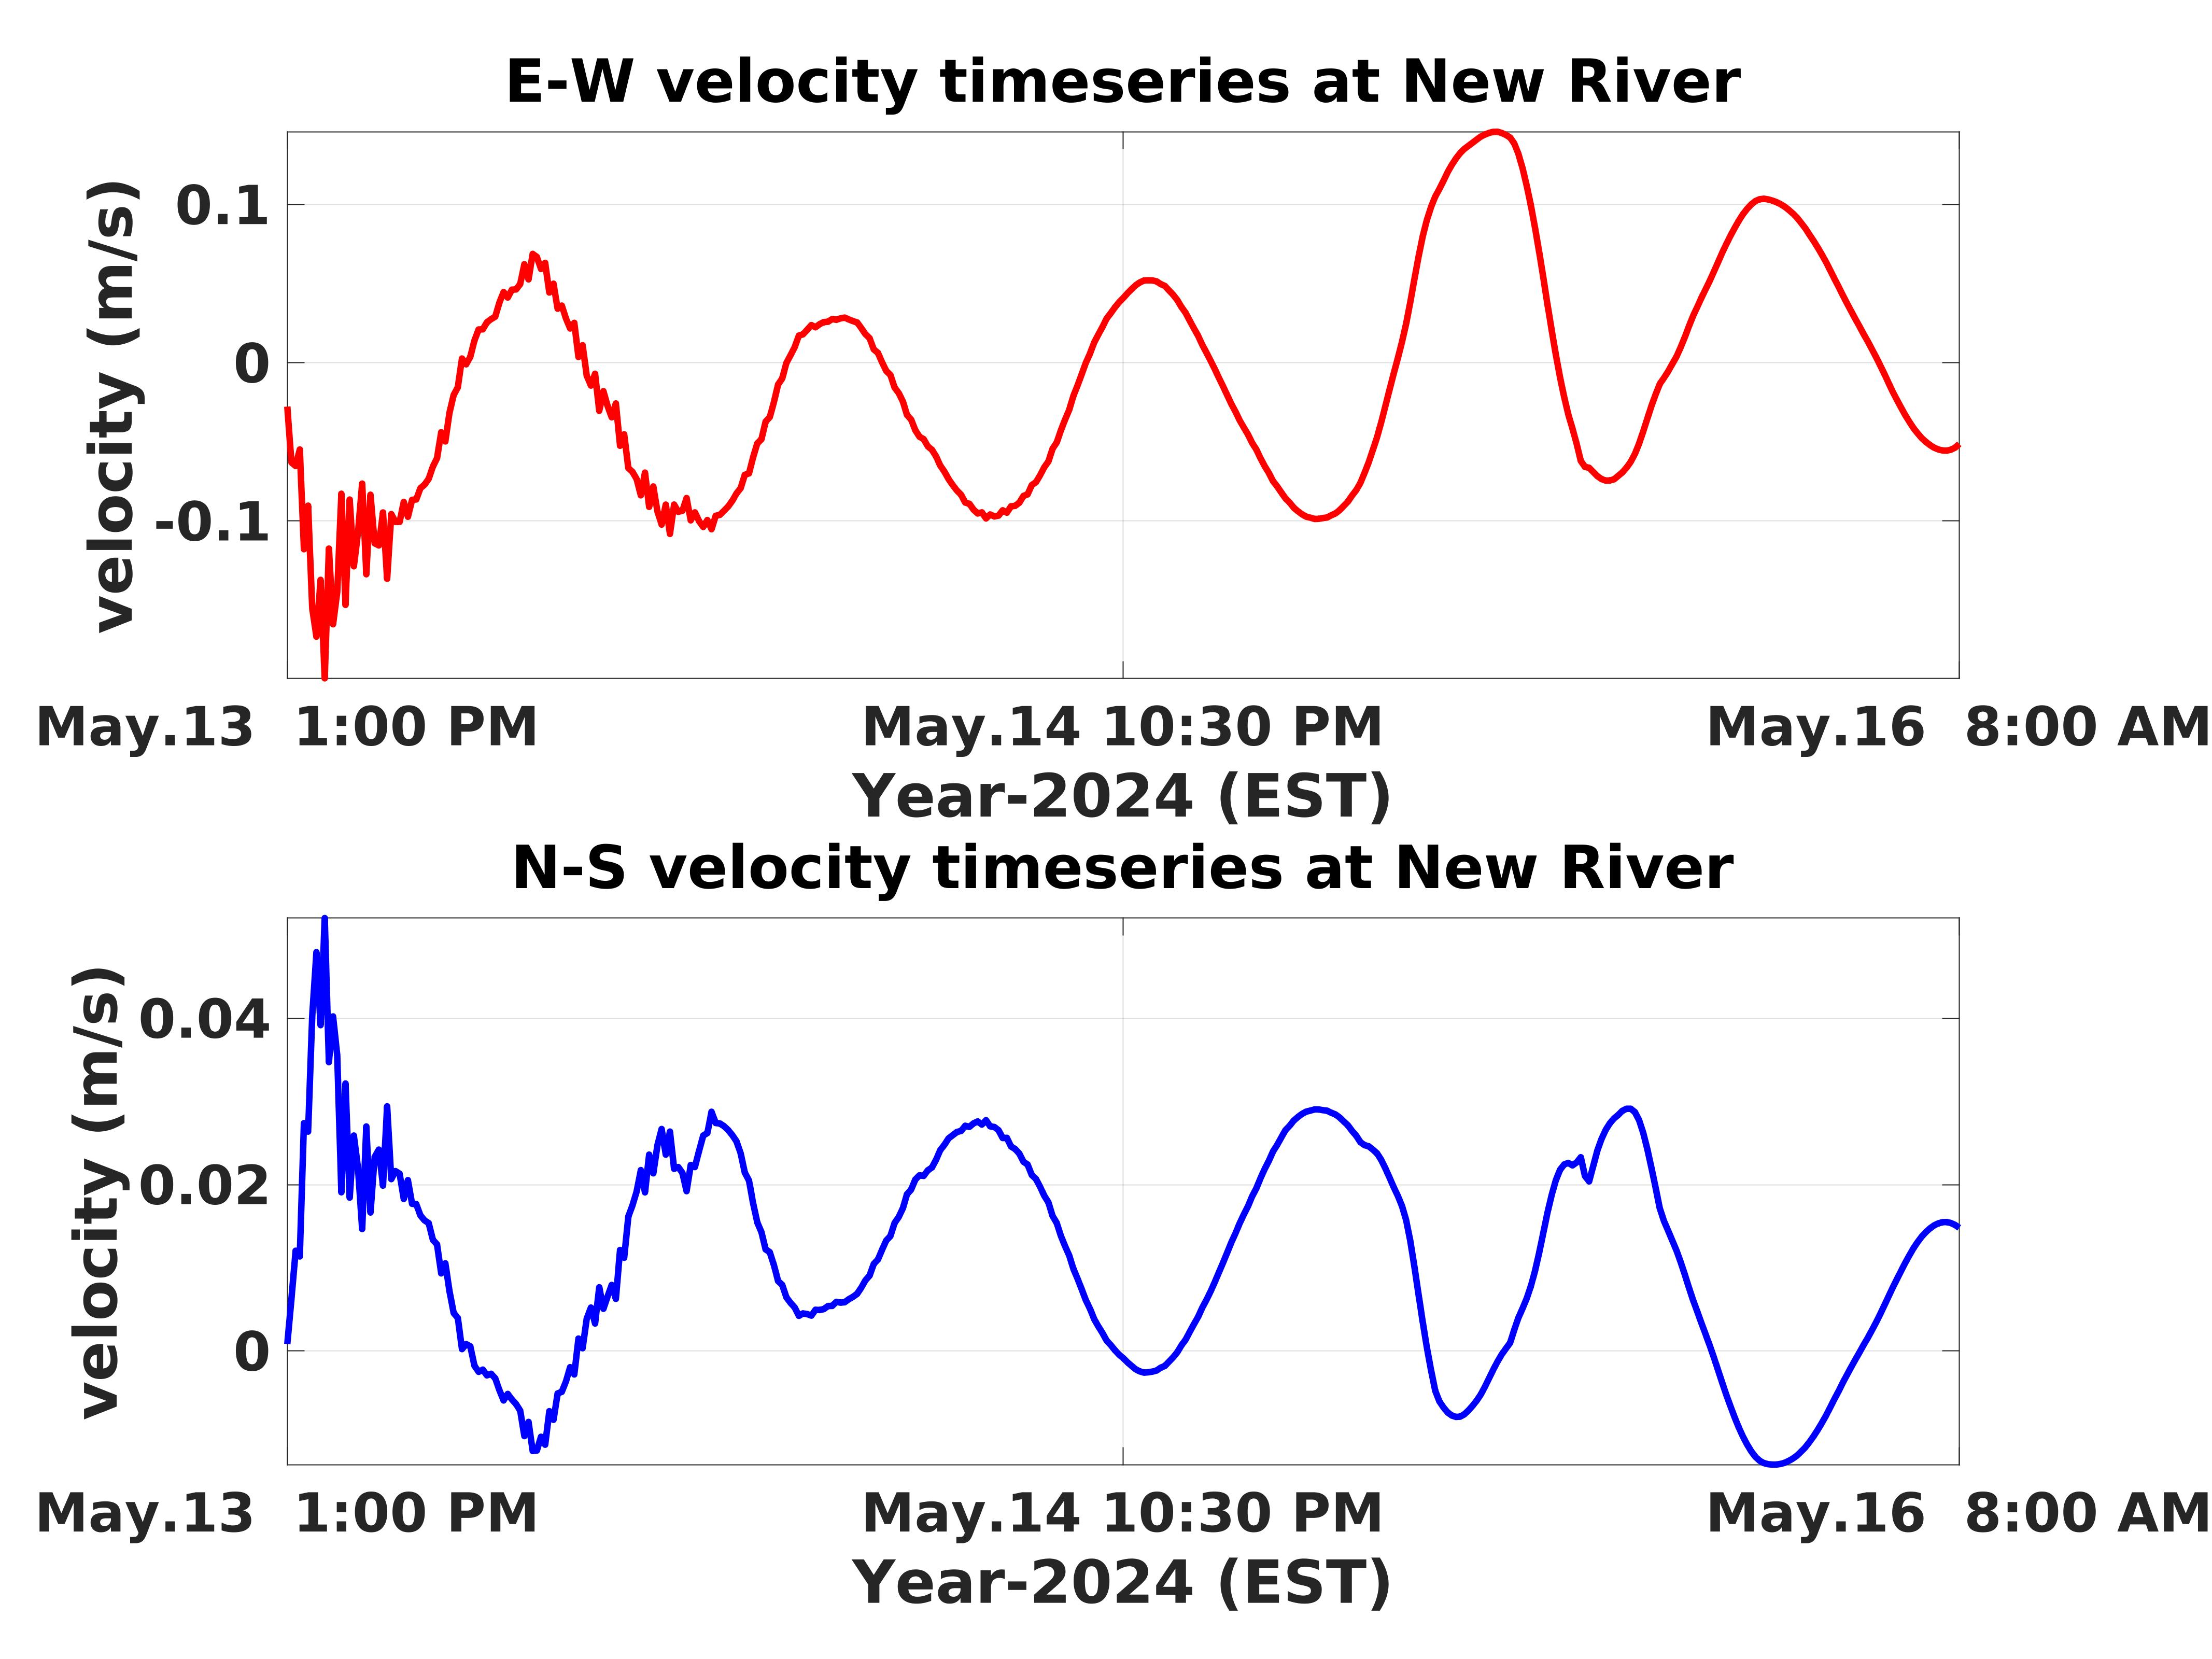 E-W velocity timeseries at New River
velocity (m/s)
0.1
0
-0.1
May.13  1:00 PM
May.14 10:30 PM
May.16  8:00 AM
Year-2024 (EST)
N-S velocity timeseries at New River
velocity (m/s)
0.04
0.02
0
May.13  1:00 PM
May.14 10:30 PM
May.16  8:00 AM
Year-2024 (EST)